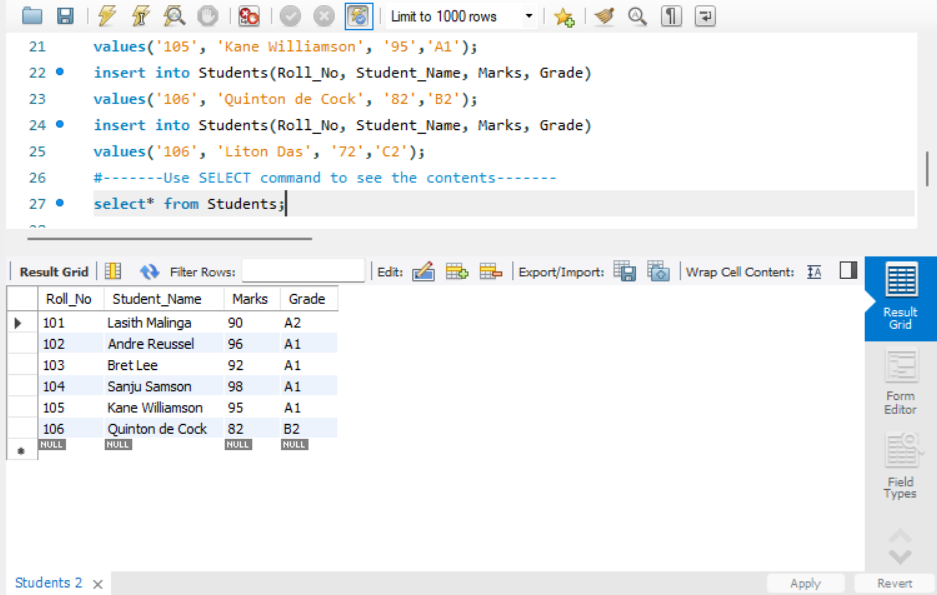 Limit to 1000 rows
21 values('105', 'Kane Williamson', '95','A1');
22 insert into Students(Roll_No, Student_Name, Marks, Grade)
23 values('106', 'Quinton de Cock', '82','B2');
24 insert into Students(Roll_No, Student_Name, Marks, Grade)
25 values('106', 'Liton Das', '72','C2');
26 #-------Use SELECT command to see the contents-------
27 select* from Students;
Result Grid Filter Rows: Edit: Export/Import: Wrap Cell Content: IA
Roll_No Student_Name Marks Grade
101 Lasith Malinga 90 A2
102 Andre Reussel 96 A1
103 Bret Lee 92 A1
104 Sanju Samson 98 A1
105 Kane Williamson 95 A1
106 Quinton de Cock 82 B2
NULL NULL NULL NULL
Result
Grid
Form
Editor
Field
Types
Students 2
Apply Revert